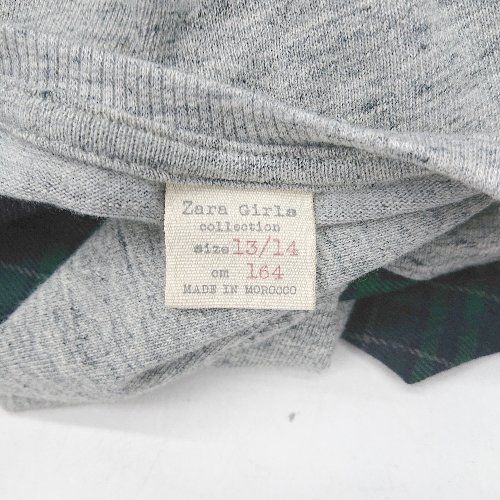 Zara Girls
collection
size 13/14
cm 164
MADE IN MOROCCO